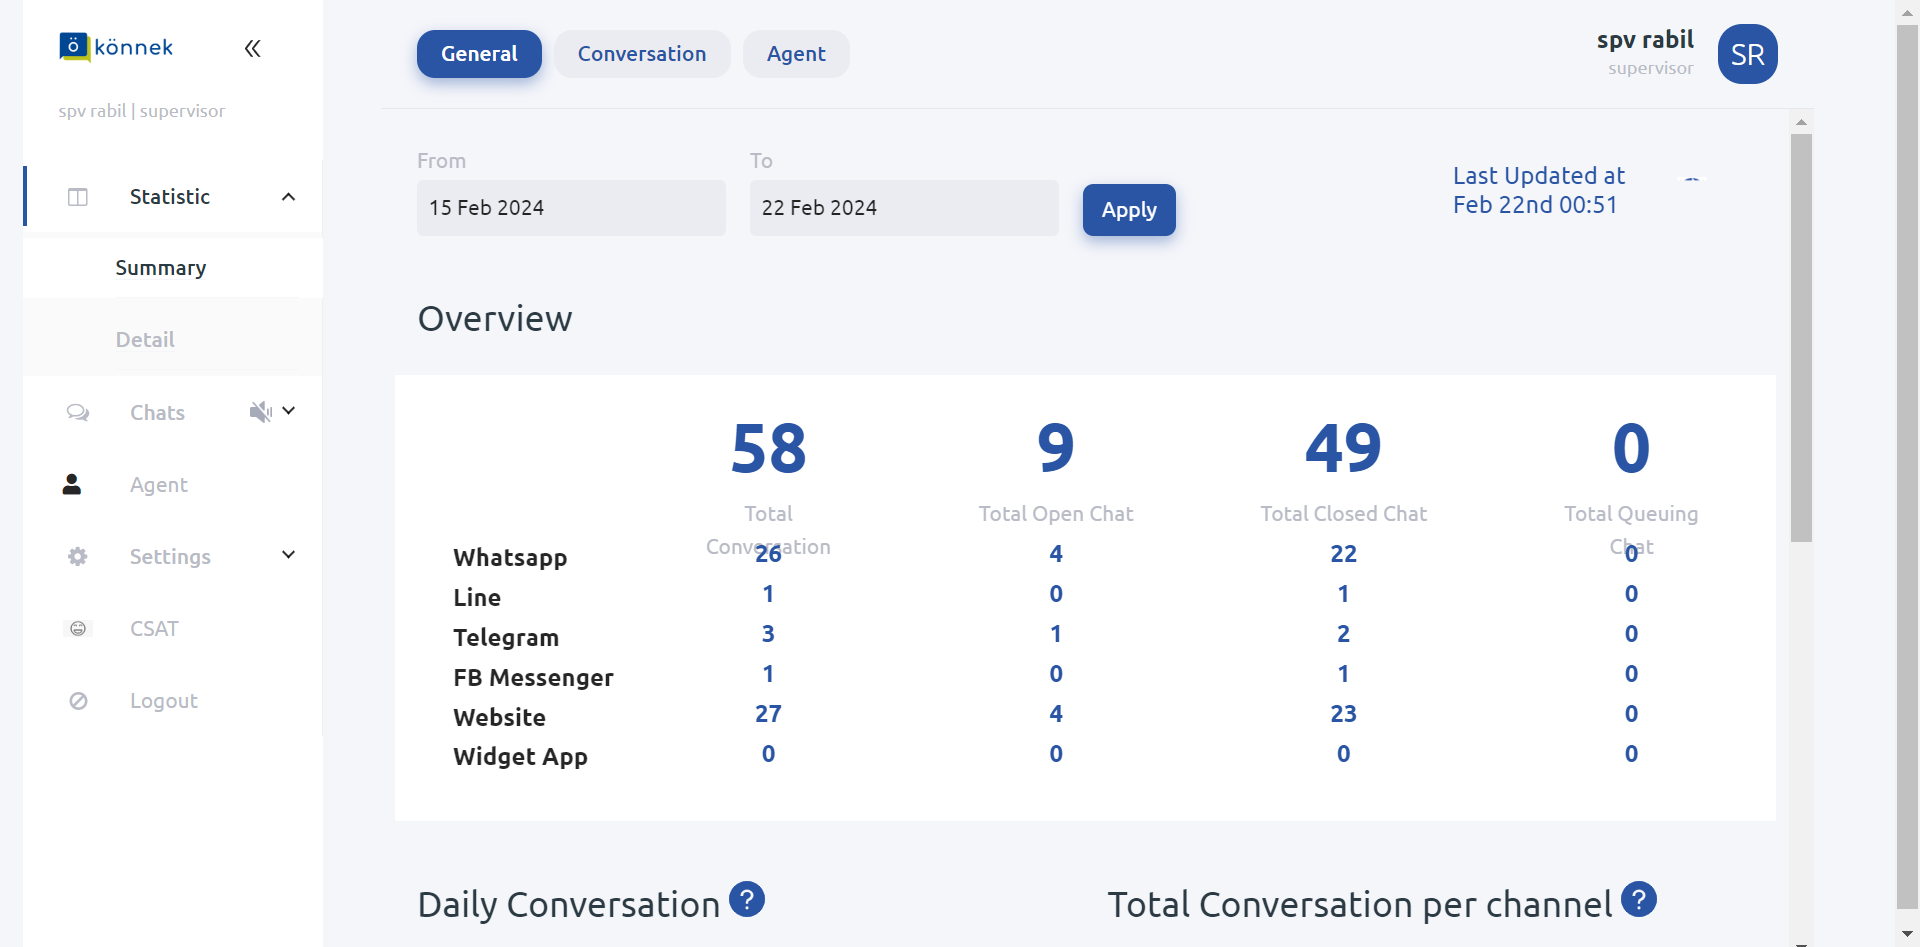 ö könnek
spv rabil | supervisor
Statistic
Summary
Detail
Chats
Agent
Settings
CSAT
Logout
General Conversation Agent
spv rabil
supervisor
SR
From To
15 Feb 2024 22 Feb 2024 Apply
Last Updated at
Feb 22nd 00:51
Overview
58 9 49 0
Total Total Open Chat Total Closed Chat Total Queuing
Conversation Chat
Whatsapp 26 4 22 0
Line 1 0 1 0
Telegram 3 1 2 0
FB Messenger 1 0 1 0
Website 27 4 23 0
Widget App 0 0 0 0
Daily Conversation ? Total Conversation per channel ?